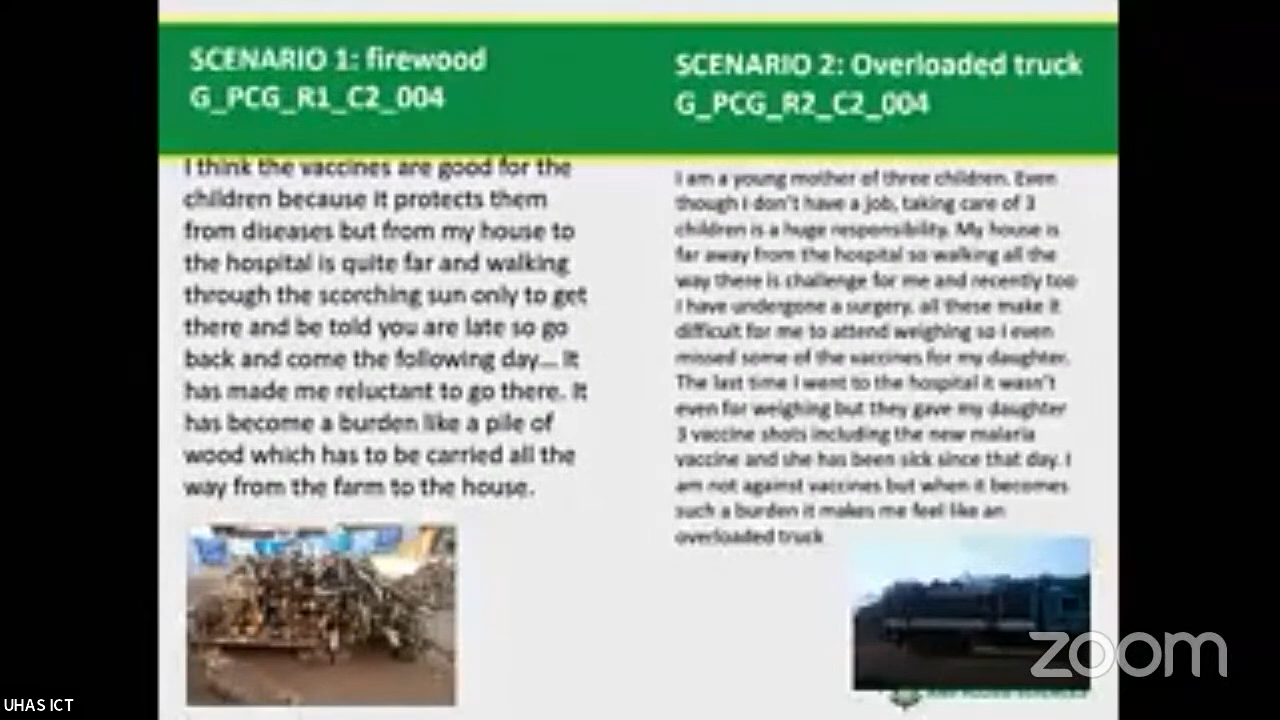 SCENARIO 1: firewood
G_PCG_R1_C2_004
I think the vaccines are good for the
children because it protects them
from diseases but from my house to
the hospital is quite far and walking
through the scorching sun only to get
there and be told you are late so go
back and come the following day... It
has made me reluctant to go there. It
has become a burden like a pile of
wood which has to be carried all the
way from the farm to the house.
SCENARIO 2: Overloaded truck
G_PCG_R2_C2_004
I am a young mother of three children. Even
though I don't have a job, taking care of 3
children is a huge responsibility. My house is
far away from the hospital so walking all the
way there is challenge for me and recently too
I have undergone a surgery, all these make it
difficult for me to attend weighing so I even
missed some of the vaccines for my daughter.
The last time I went to the hospital it wasn't
even for weighing but they gave my daughter
3 vaccine shots including the new malaria
vaccine and she has been sick since that day. I
am not against vaccines but when it becomes
such a burden it makes me feel like an
overloaded truck
zoom
UHAS ICT